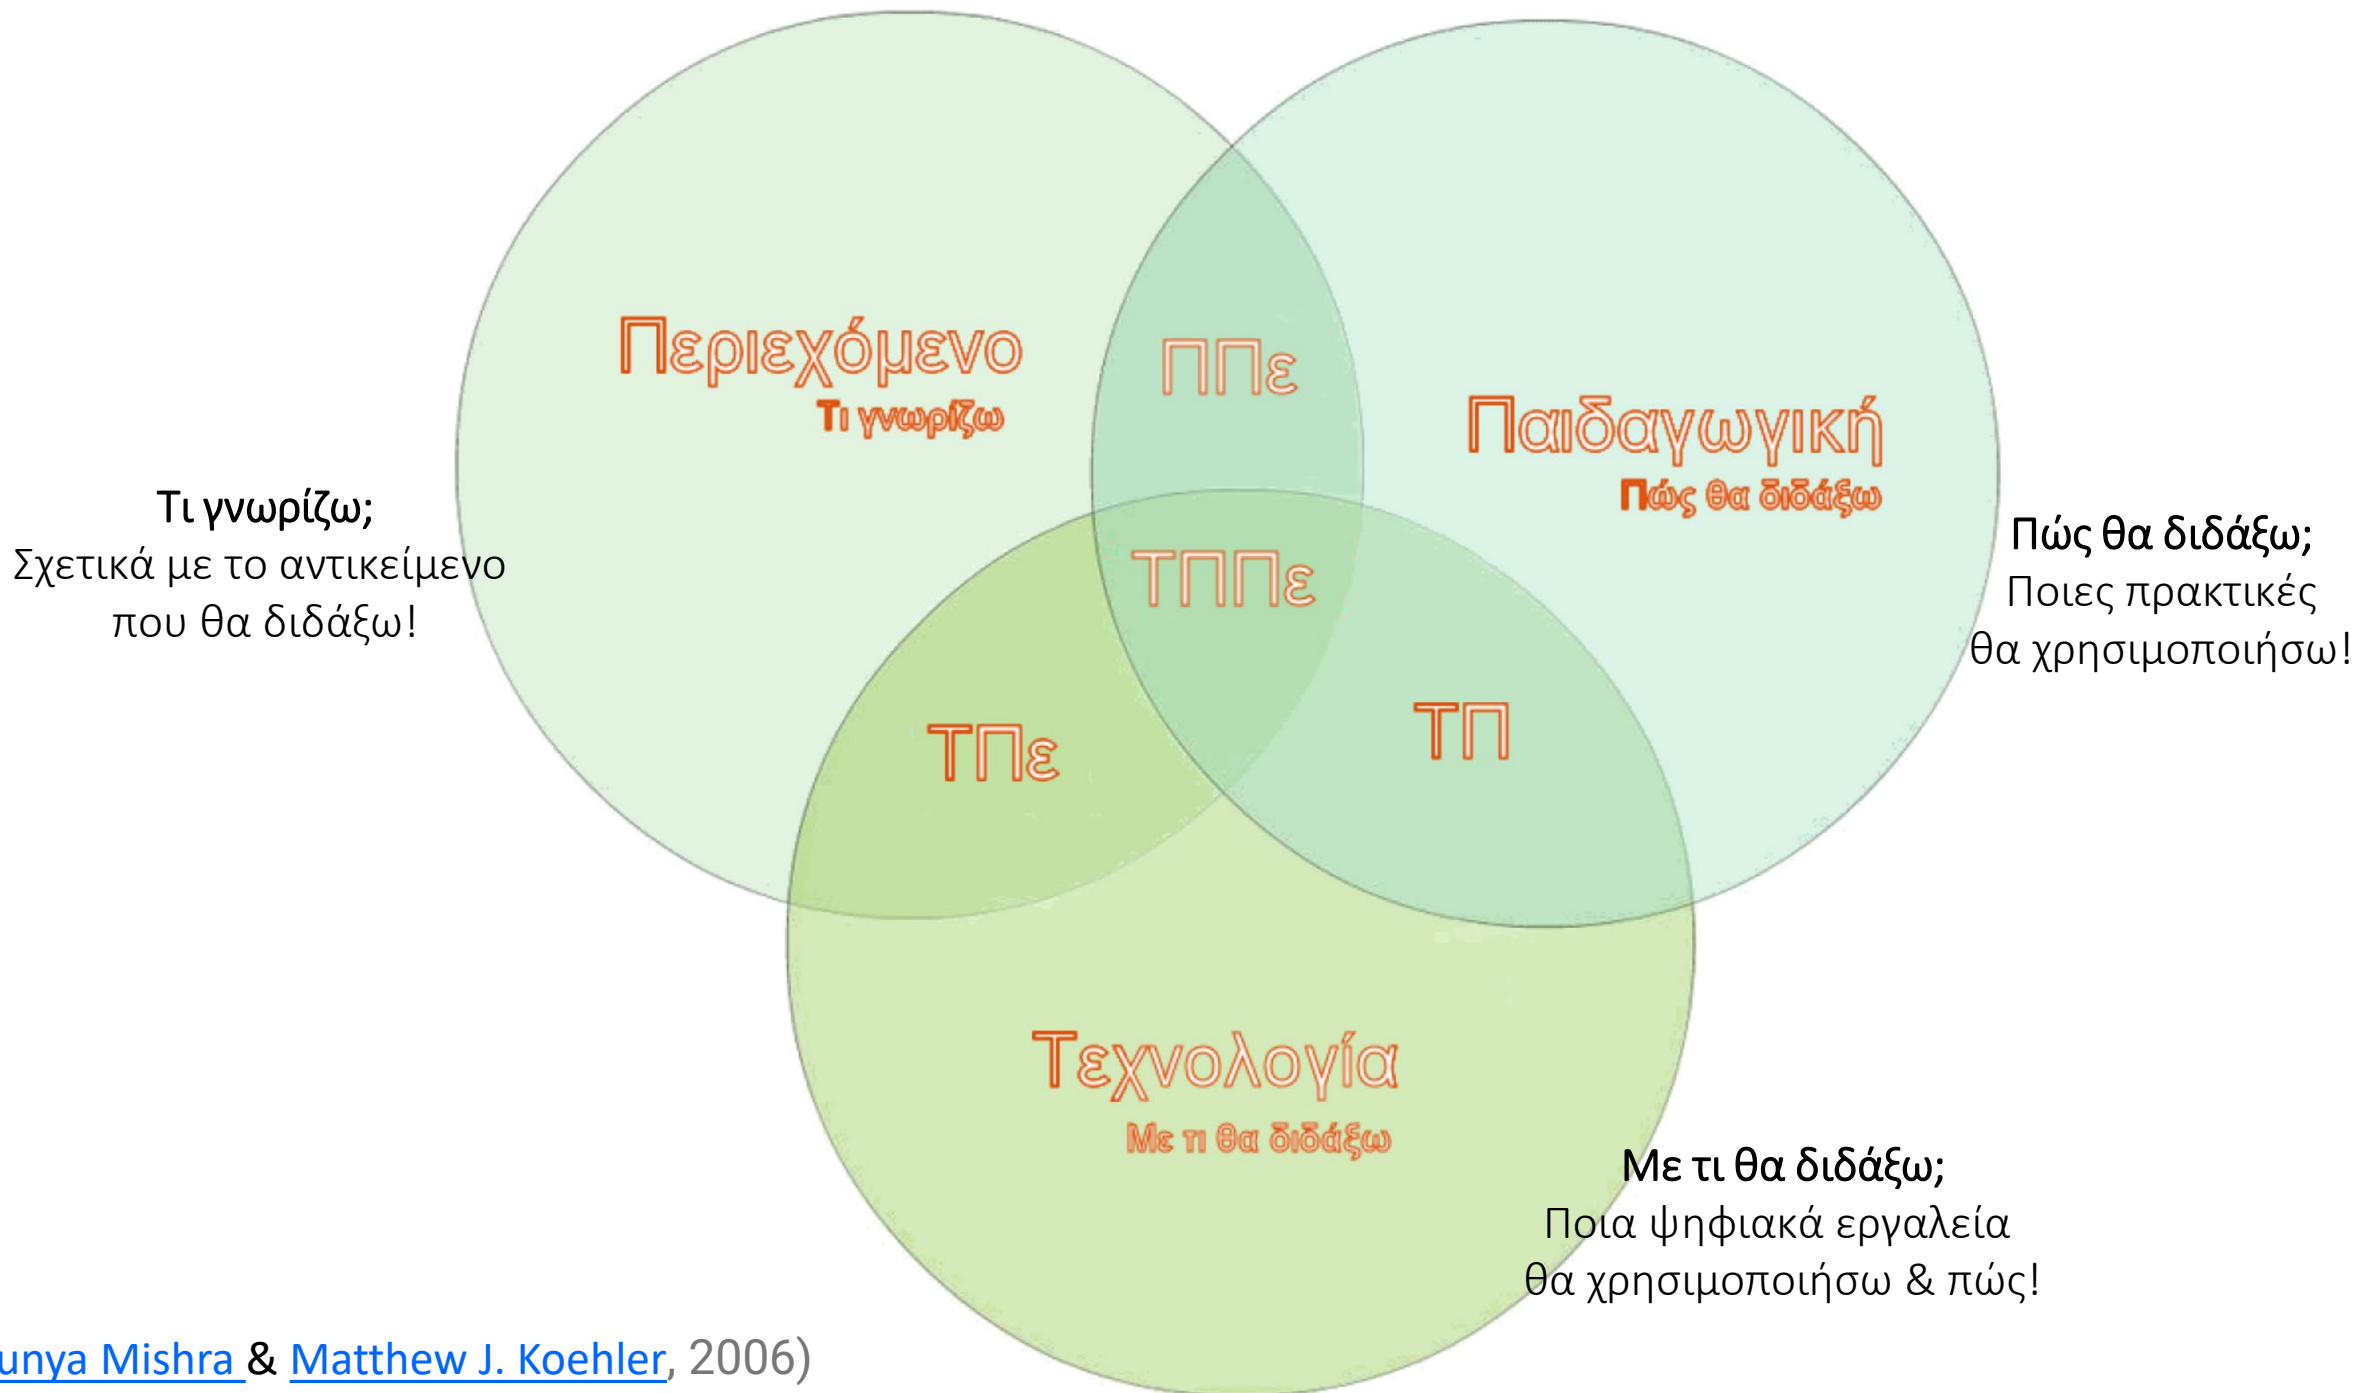 Περιεχόμενο
Τι γνωρίζω
ΠΠε
Παιδαγωγική
Πώς θα διδάξω
Τι γνωρίζω;
Σχετικά με το αντικείμενο
που θα διδάξω!
Πώς θα διδάξω;
Ποιες πρακτικές
θα χρησιμοποιήσω!
ΤΠΠε
ΤΠε
ΤΠ
Τεχνολογία
Με τι θα διδάξω
Με τι θα διδάξω;
Ποια ψηφιακά εργαλεία
θα χρησιμοποιήσω & πώς!
unya Mishra & Matthew J. Koehler, 2006)